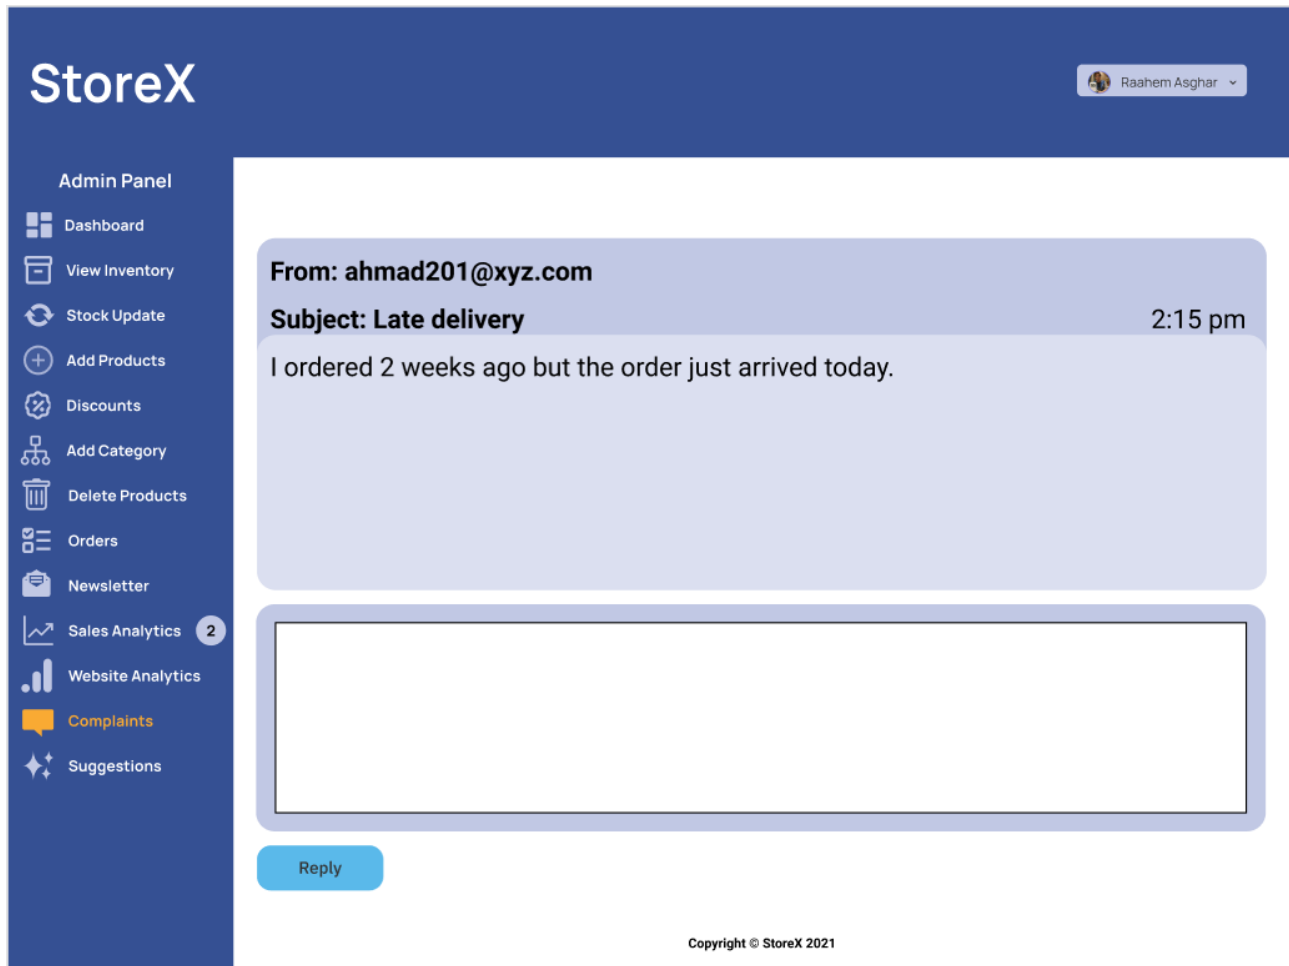 StoreX
Raahem Asghar
Admin Panel
Dashboard
View Inventory
Stock Update
Add Products
Discounts
Add Category
Delete Products
Orders
Newsletter
Sales Analytics 2
Website Analytics
Complaints
Suggestions
From: ahmad201@xyz.com
Subject: Late delivery 2:15 pm
I ordered 2 weeks ago but the order just arrived today.
Reply
Copyright © StoreX 2021